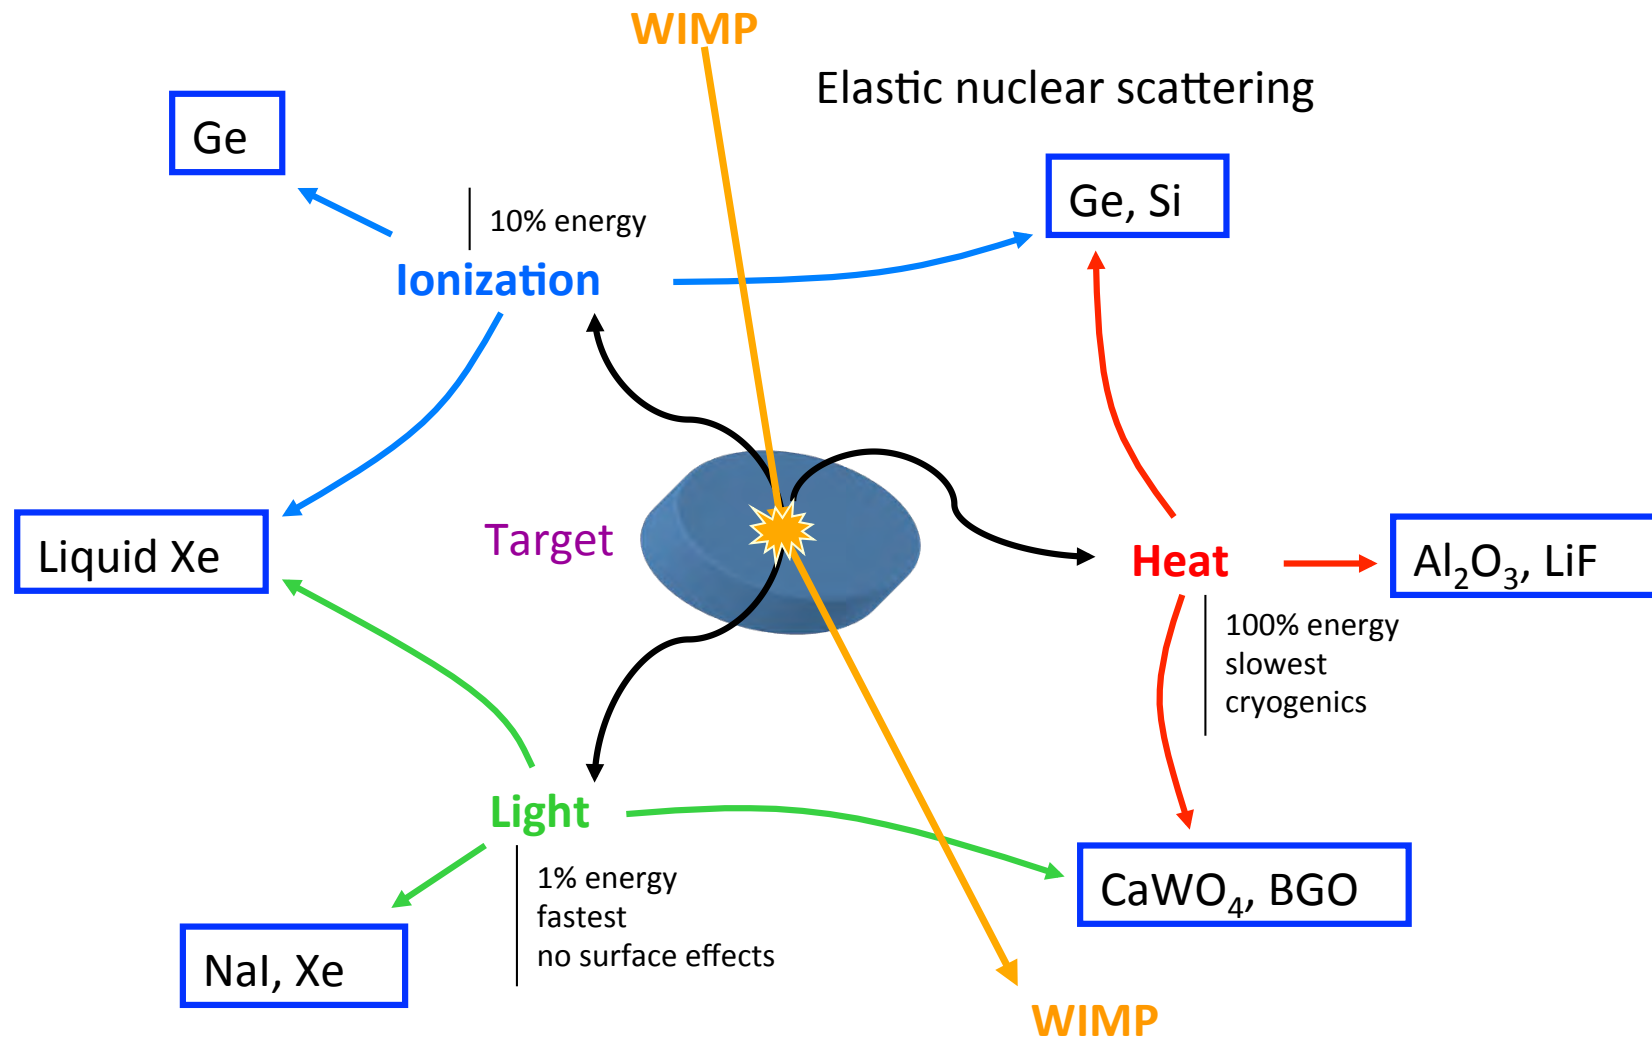 WIMP
Elastic nuclear scattering
Ge
Ge, Si
10% energy
Ionization
Target
Liquid Xe
Heat
Al₂O₃, LiF
100% energy
slowest
cryogenics
Light
1% energy
fastest
no surface effects
CaWO₄, BGO
NaI, Xe
WIMP